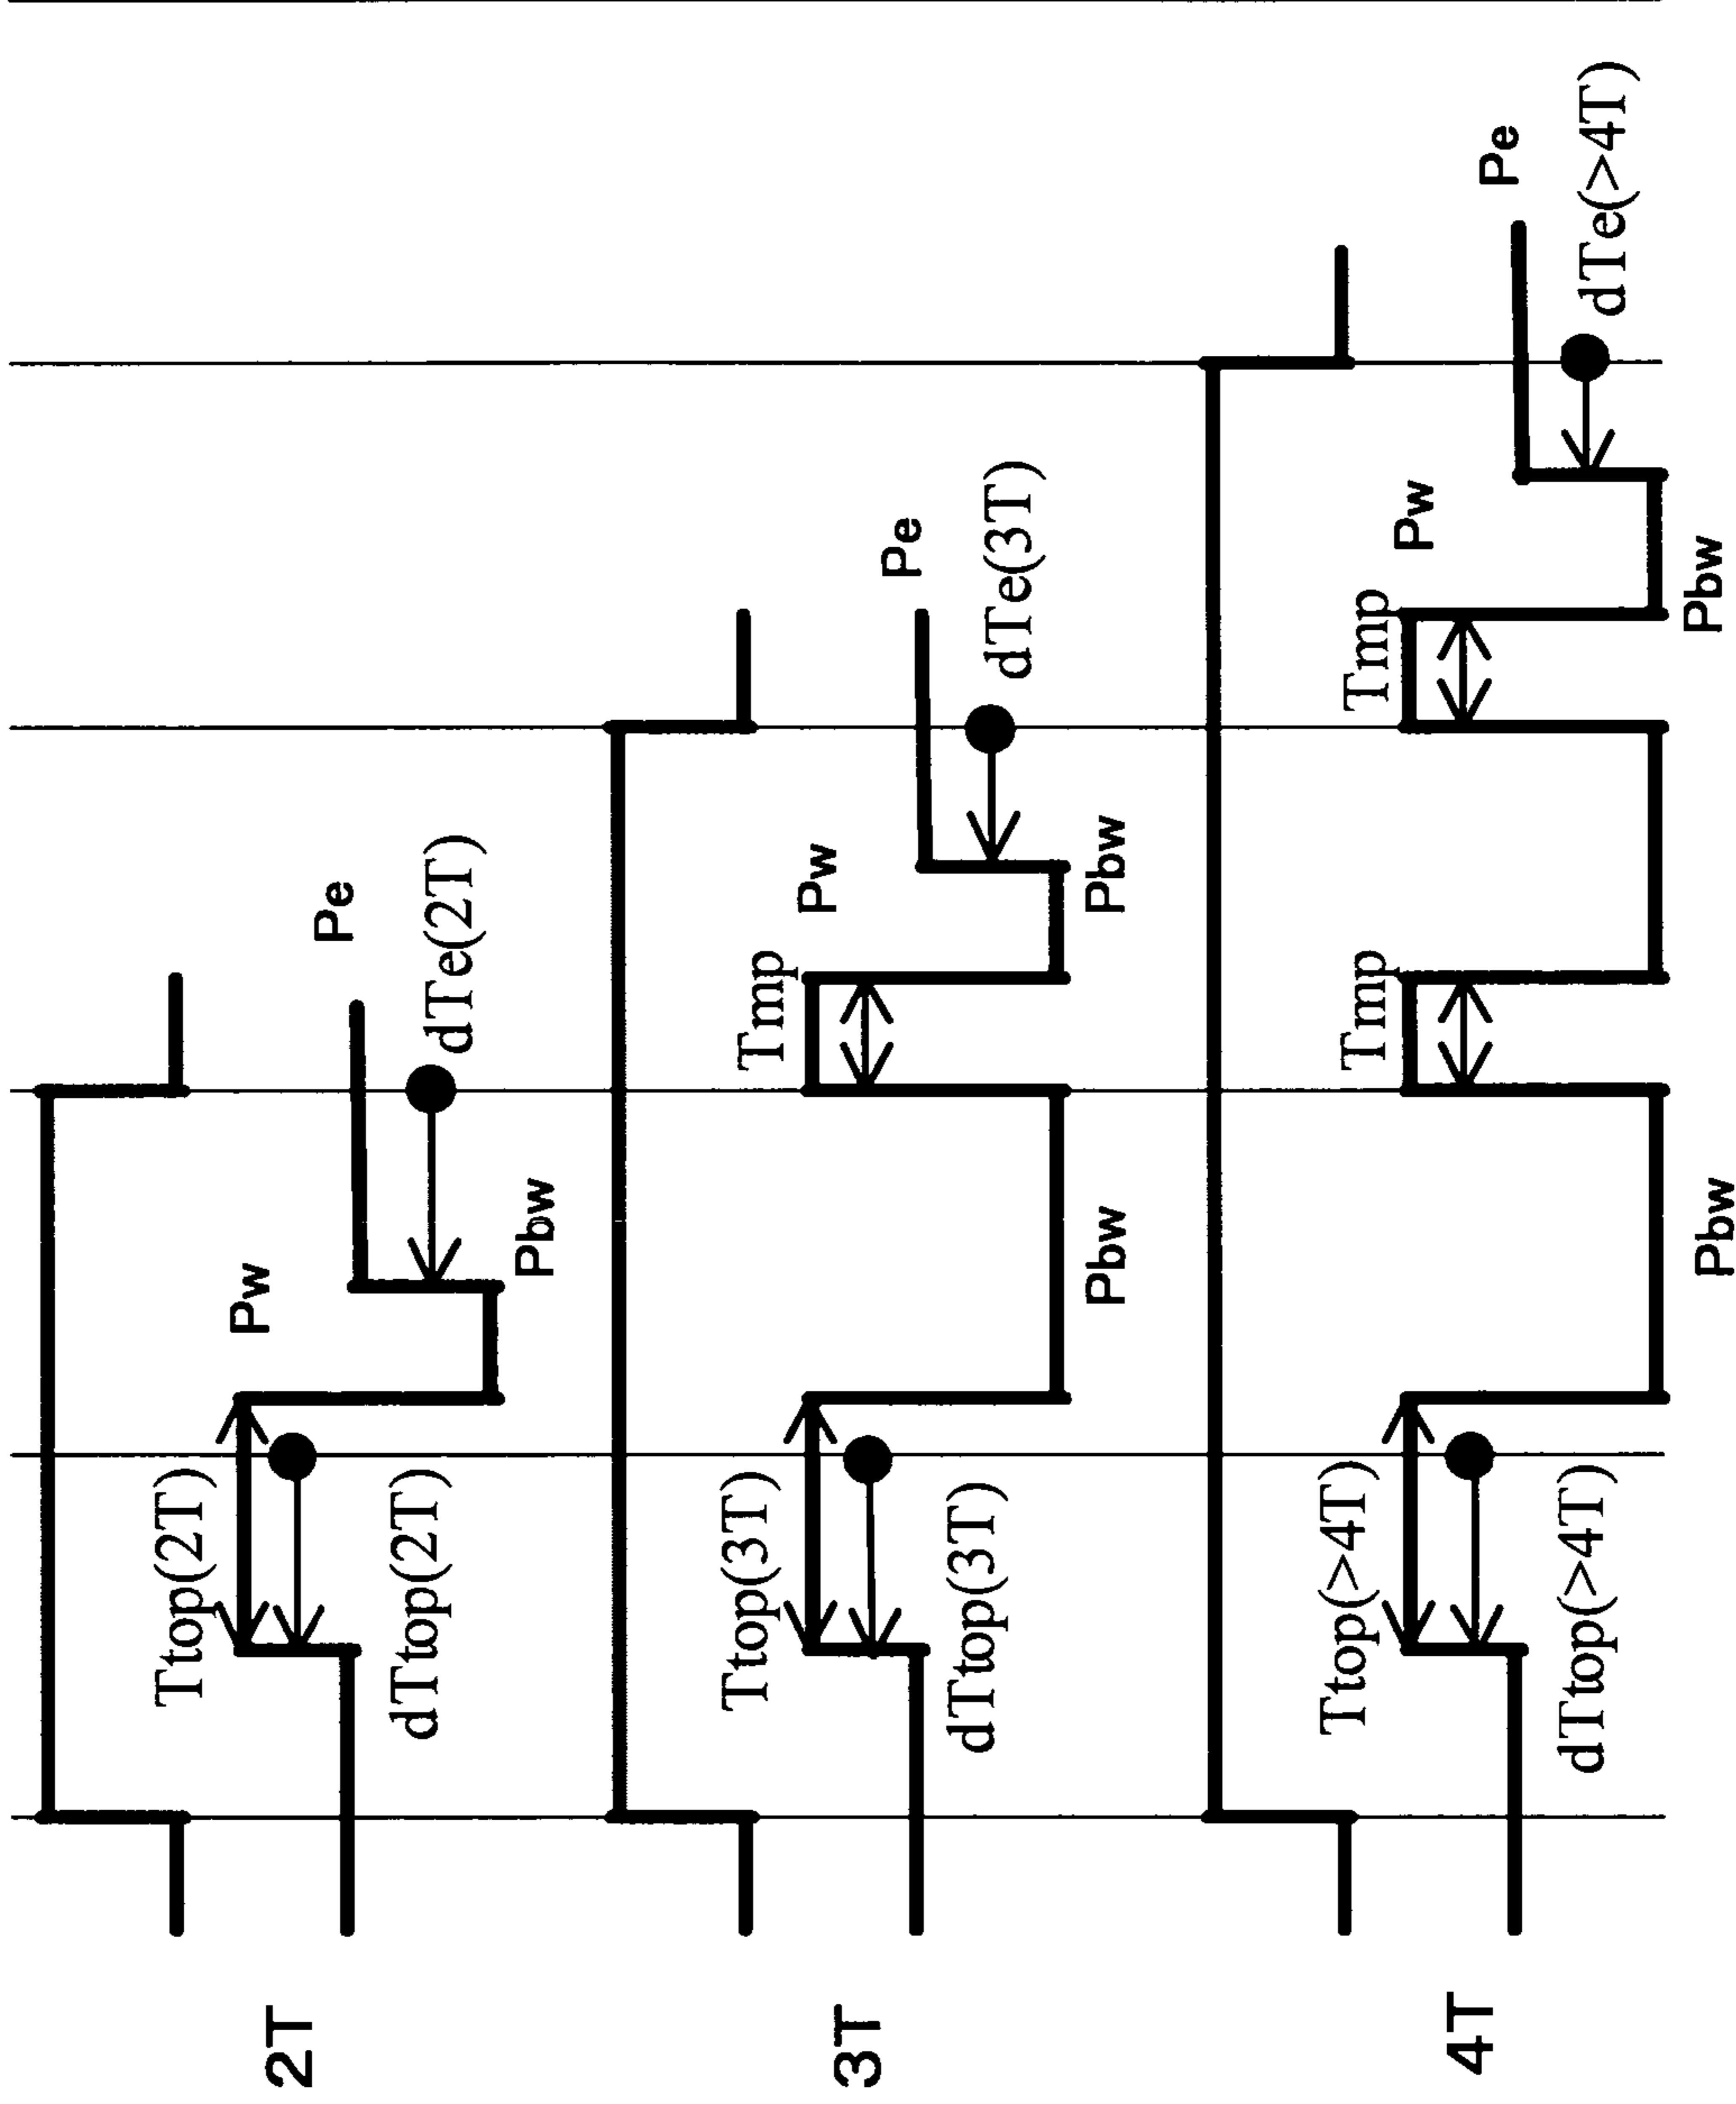 2T
Ttop(2T)
dTtop(2T)
Pw
Pbw
Pe
dTe(2T)
3T
Ttop(3T)
dTtop(3T)
Pbw
Tmp
Pw
Pbw
Pe
dTe(3T)
4T
Ttop(>4T)
dTtop(>4T)
Pbw
Tmp
Tmp
Pw
Pbw
Pe
dTe(>4T)